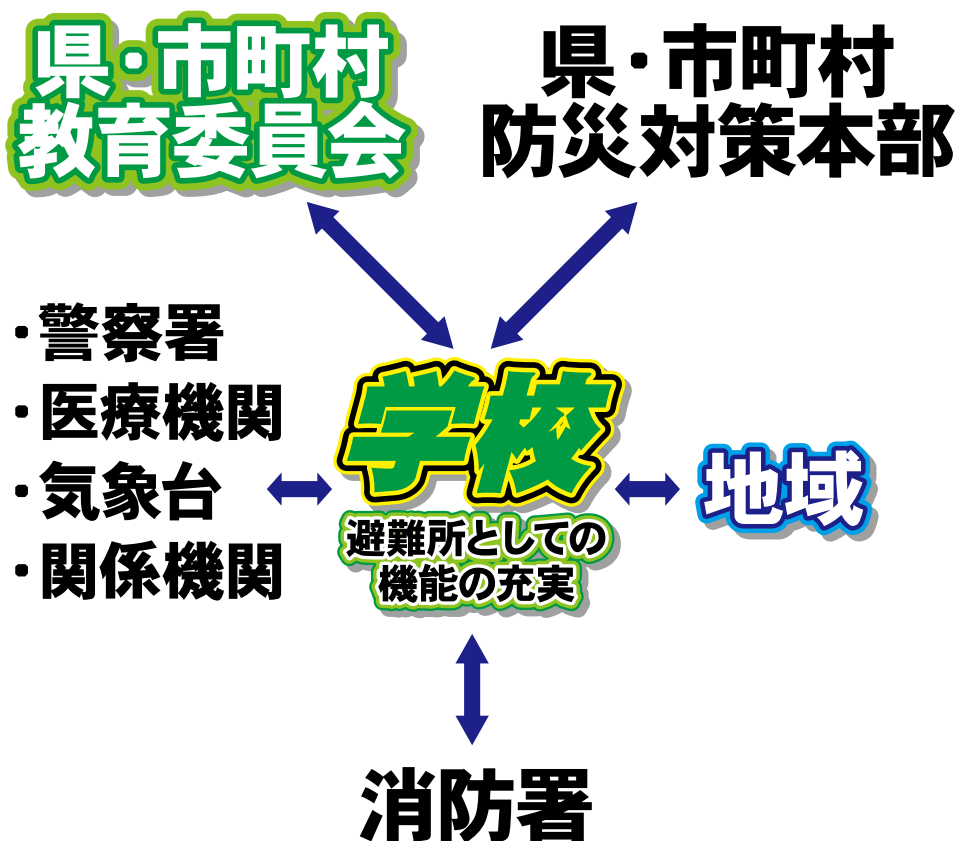 県・市町村
教育委員会
県・市町村
防災対策本部
・警察署
・医療機関
・気象台
・関係機関
学校
避難所としての
機能の充実
地域
消防署